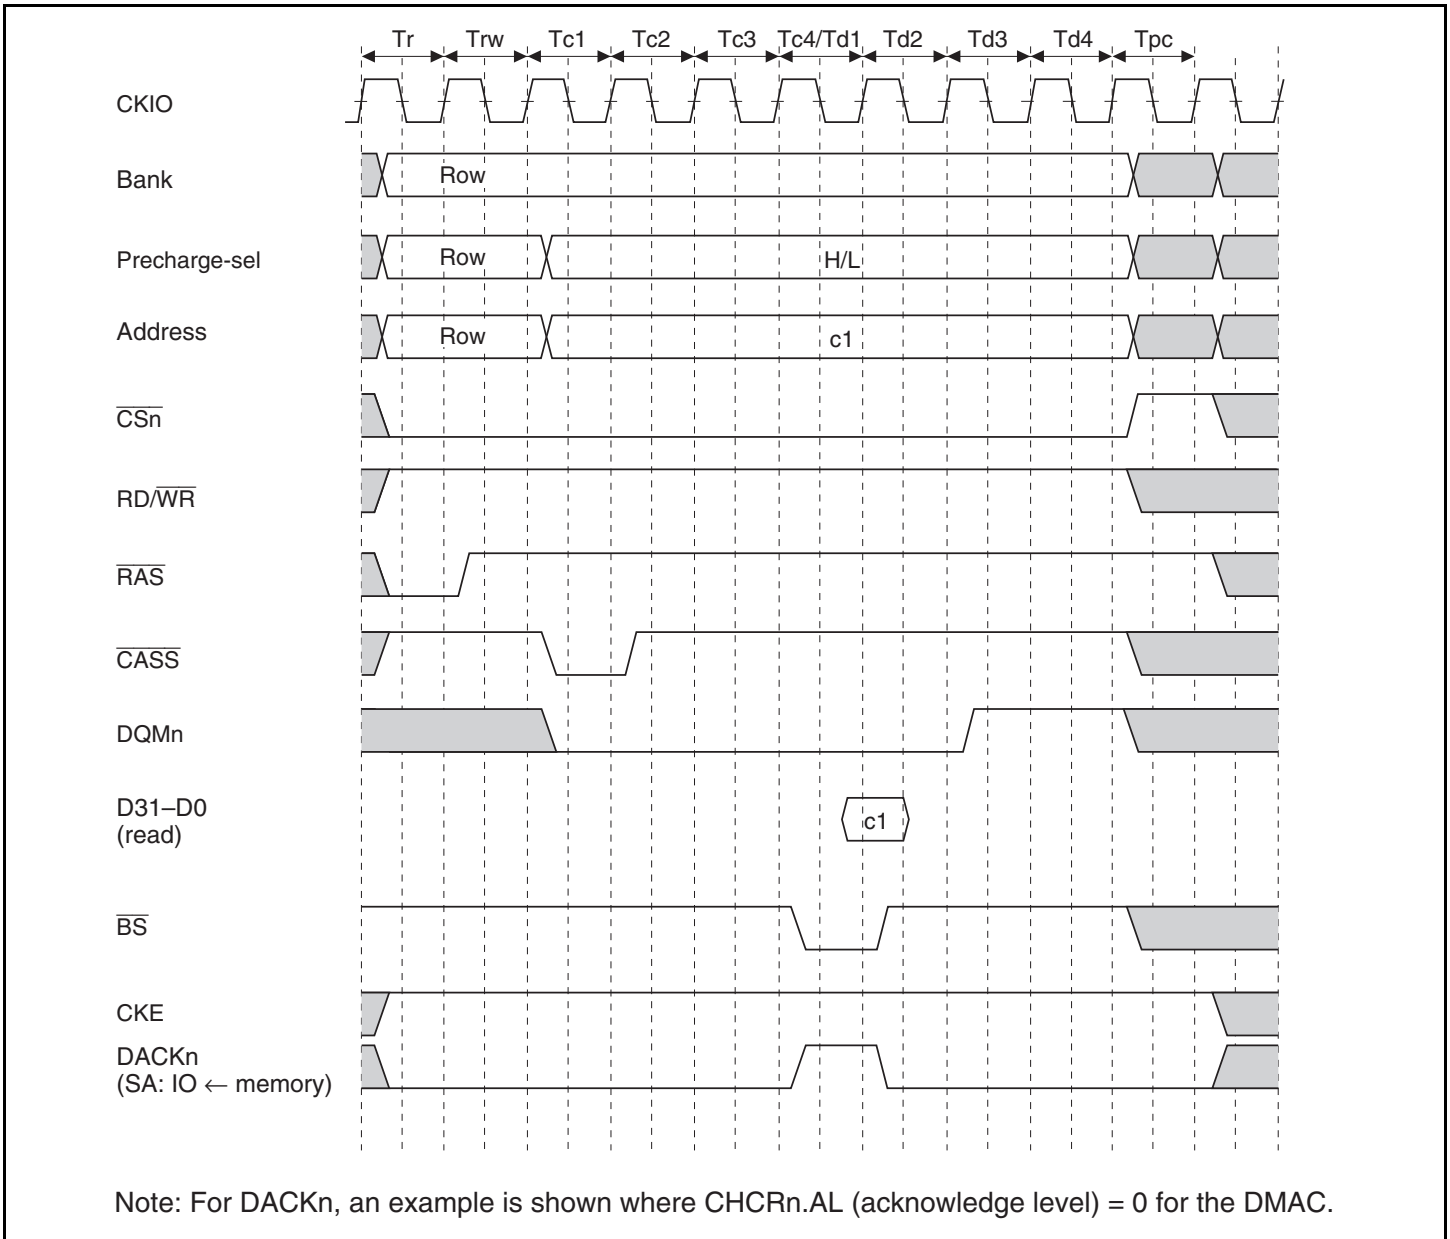 Tr Trw Tc1 Tc2 Tc3 Tc4/Td1 Td2 Td3 Td4 Tpc
CKIO
Bank Row
Precharge-sel Row H/L
Address Row c1
CSn
RD/WR
RAS
CASS
DQMn
D31–D0
(read) c1
BS
CKE
DACKn
(SA: IO ← memory)
Note: For DACKn, an example is shown where CHCRn.AL (acknowledge level) = 0 for the DMAC.